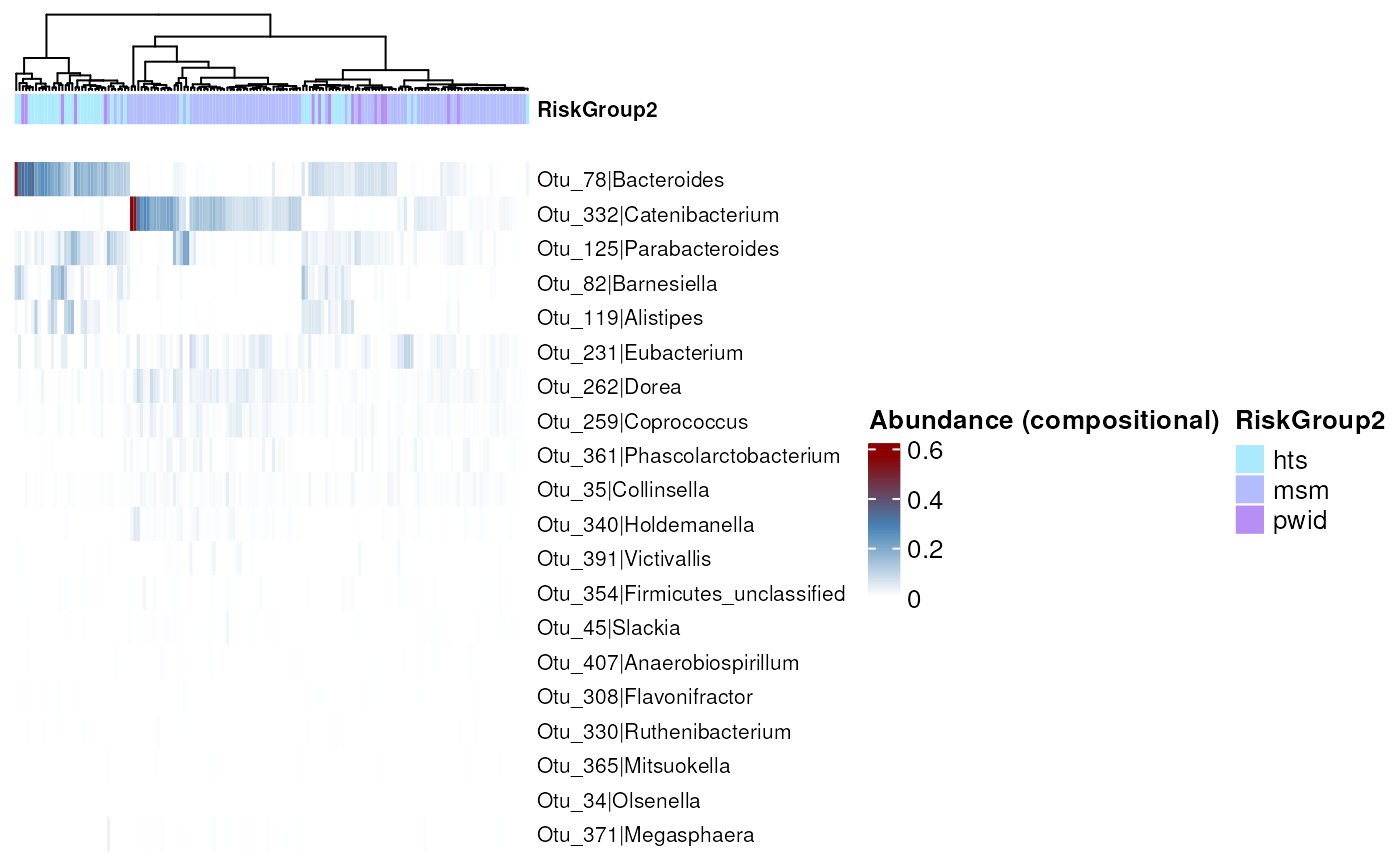 RiskGroup2
Otu_78|Bacteroides
Otu_332|Catenibacterium
Otu_125|Parabacteroides
Otu_82|Barnesiella
Otu_119|Alistipes
Otu_231|Eubacterium
Otu_262|Dorea
Otu_259|Coprococcus
Otu_361|Phascolarctobacterium
Otu_35|Collinsella
Otu_340|Holdemanella
Otu_391|Victivallis
Otu_354|Firmicutes_unclassified
Otu_45|Slackia
Otu_407|Anaerobiospirillum
Otu_308|Flavonifractor
Otu_330|Ruthenibacterium
Otu_365|Mitsuokella
Otu_34|Olsenella
Otu_371|Megasphaera
Abundance (compositional)
0.6
0.4
0.2
0
RiskGroup2
hts
msm
pwid